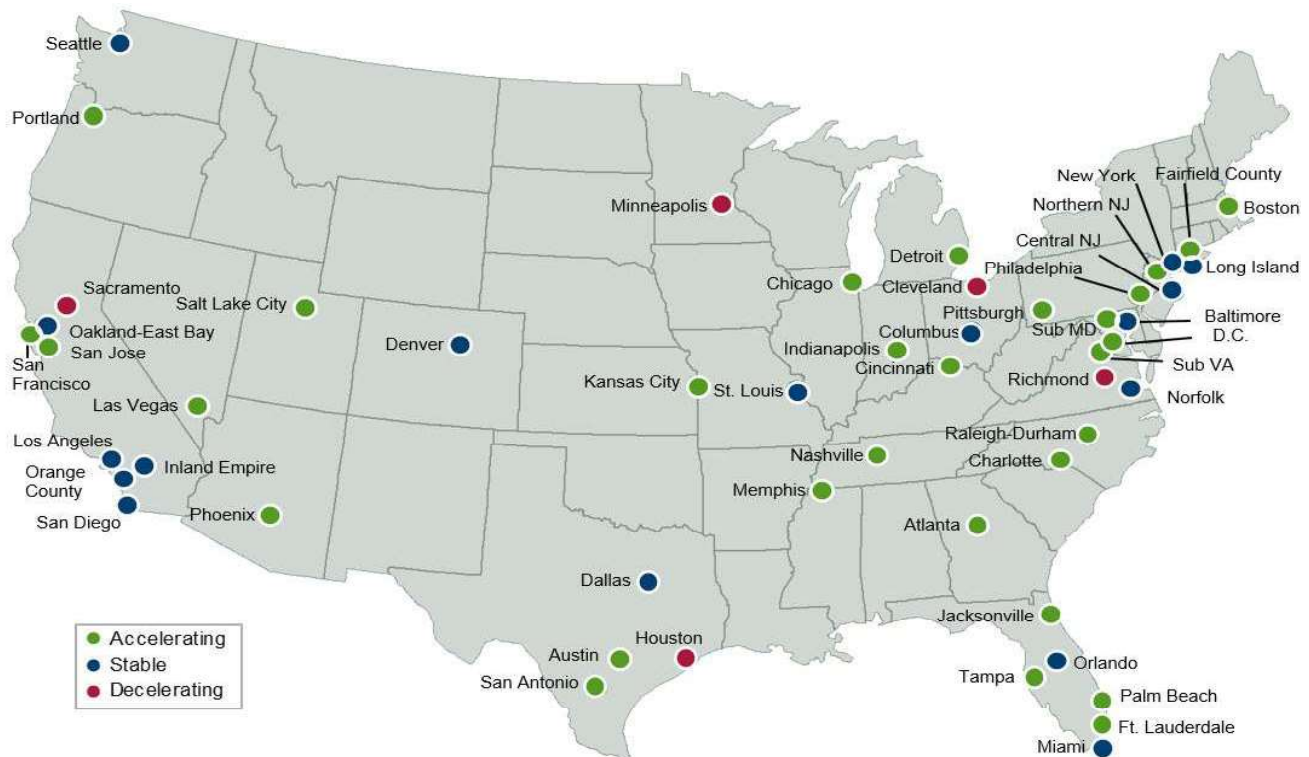 Seattle
Portland
Minneapolis
New York
Fairfield County
Northern NJ
Boston
Central NJ
Detroit
Philadelphia
Long Island
Chicago
Cleveland
Sacramento
Salt Lake City
Pittsburgh
Oakland-East Bay
Sub MD
Baltimore
Columbus
D.C.
Denver
Indianapolis
San Jose
San
Francisco
Cincinnati
Sub VA
Kansas City
St. Louis
Richmond
Norfolk
Las Vegas
Raleigh-Durham
Los Angeles
Nashville
Charlotte
Inland Empire
Orange
County
Memphis
San Diego
Phoenix
Atlanta
Dallas
Jacksonville
Accelerating
Houston
Stable
Austin
Orlando
Decelerating
San Antonio
Tampa
Palm Beach
Ft. Lauderdale
Miami